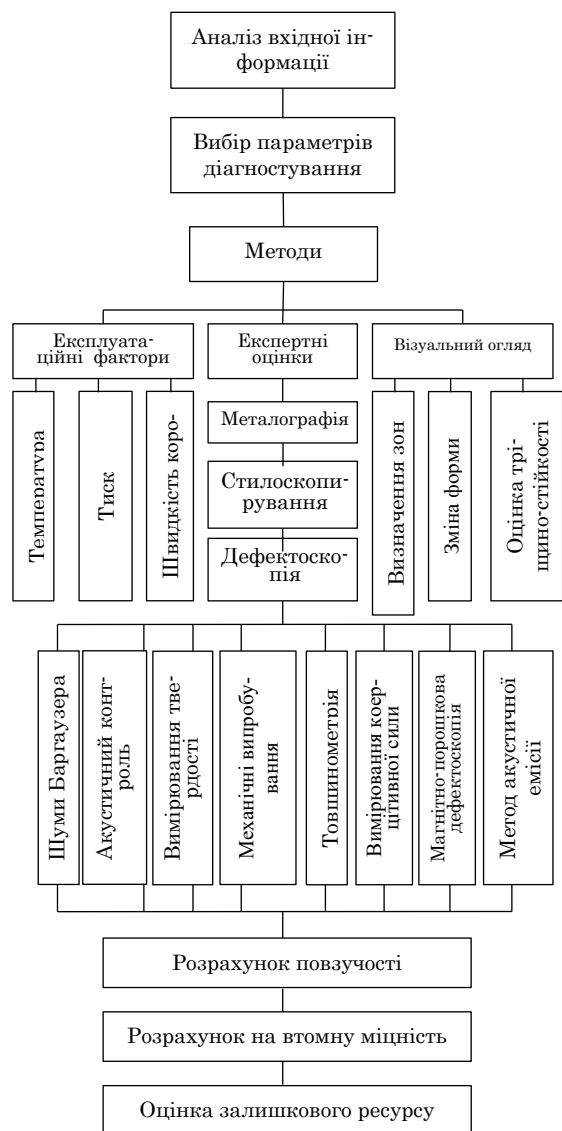 Аналіз вхідної ін-
формації
Вибір параметрів
діагностування
Методи
Експлуата-
ційні фактори
Експертні
оцінки
Візуальний огляд
Температура
Тиск
Швидкість коро-
Металографія
Стилоскопи-
рування
Дефектоско-
пія
Визначення зон
Зміна форми
Оцінка трі-
щино-стійкості
Шуми Баргаузера
Акустичний конт-
роль
Вимірювання тве-
рдості
Механічні випробу-
вання
Товшинометрія
Вимірювання коер-
цітивної сили
Магнітно-порошкова
дефектоскопія
Метод акустичної
емісії
Розрахунок повзучості
Розрахунок на втомну міцність
Оцінка залишкового ресурсу